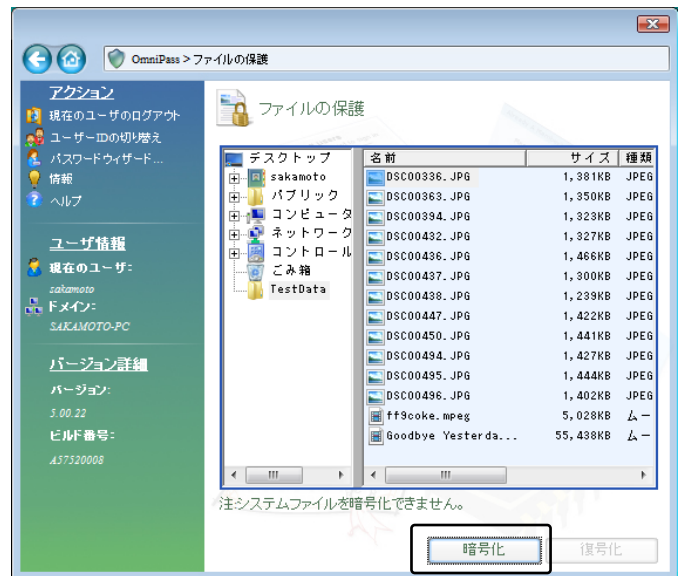 OmniPass > ファイルの保護
アクション
現在のユーザのログアウト
ユーザーIDの切り替え
パスワードウィザード...
情報
ヘルプ
ユーザ情報
現在のユーザ:
sakamoto
ドメイン:
SAKAMOTO-PC
バージョン詳細
バージョン:
5.00.22
ビルド番号:
A57520008
ファイルの保護
デスクトップ
sakamoto
パブリック
コンピュータ
ネットワーク
コントロール
ごみ箱
TestData
名前 サイズ 種類
DSC00336.JPG 1,381KB JPEG
DSC00363.JPG 1,350KB JPEG
DSC00394.JPG 1,323KB JPEG
DSC00432.JPG 1,327KB JPEG
DSC00436.JPG 1,466KB JPEG
DSC00437.JPG 1,300KB JPEG
DSC00438.JPG 1,239KB JPEG
DSC00447.JPG 1,422KB JPEG
DSC00450.JPG 1,441KB JPEG
DSC00494.JPG 1,427KB JPEG
DSC00495.JPG 1,444KB JPEG
DSC00496.JPG 1,402KB JPEG
ff9coke.mpeg 5,028KB ムー
Goodbye Yesterda... 55,438KB ムー
注:システムファイルを暗号化できません。
暗号化 復号化